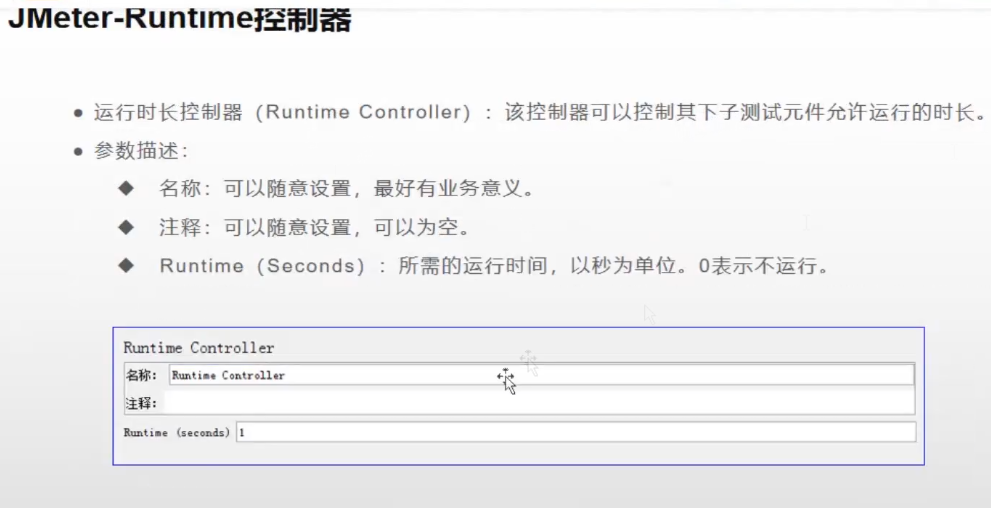 JMeter-Runtime控制器
● 运行时长控制器（Runtime Controller）：该控制器可以控制其下子测试元件允许运行的时长。
● 参数描述：
◆ 名称：可以随意设置，最好有业务意义。
◆ 注释：可以随意设置，可以为空。
◆ Runtime（Seconds）：所需的运行时间，以秒为单位。0表示不运行。
Runtime Controller
名称： Runtime Controller
注释：
Runtime (seconds) 1